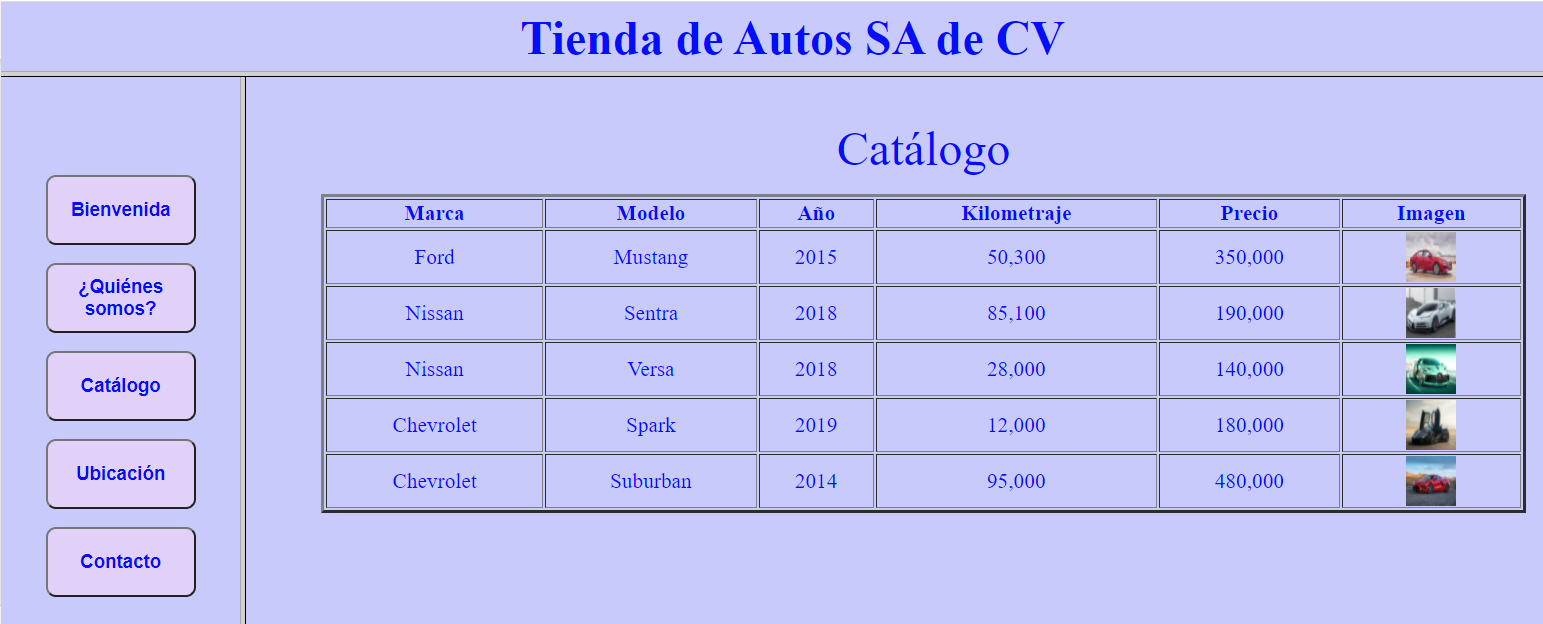 Tienda de Autos SA de CV
Bienvenida
¿Quiénes
somos?
Catálogo
Ubicación
Contacto
Catálogo
Marca Modelo Año Kilometraje Precio Imagen
Ford Mustang 2015 50,300 350,000
Nissan Sentra 2018 85,100 190,000
Nissan Versa 2018 28,000 140,000
Chevrolet Spark 2019 12,000 180,000
Chevrolet Suburban 2014 95,000 480,000